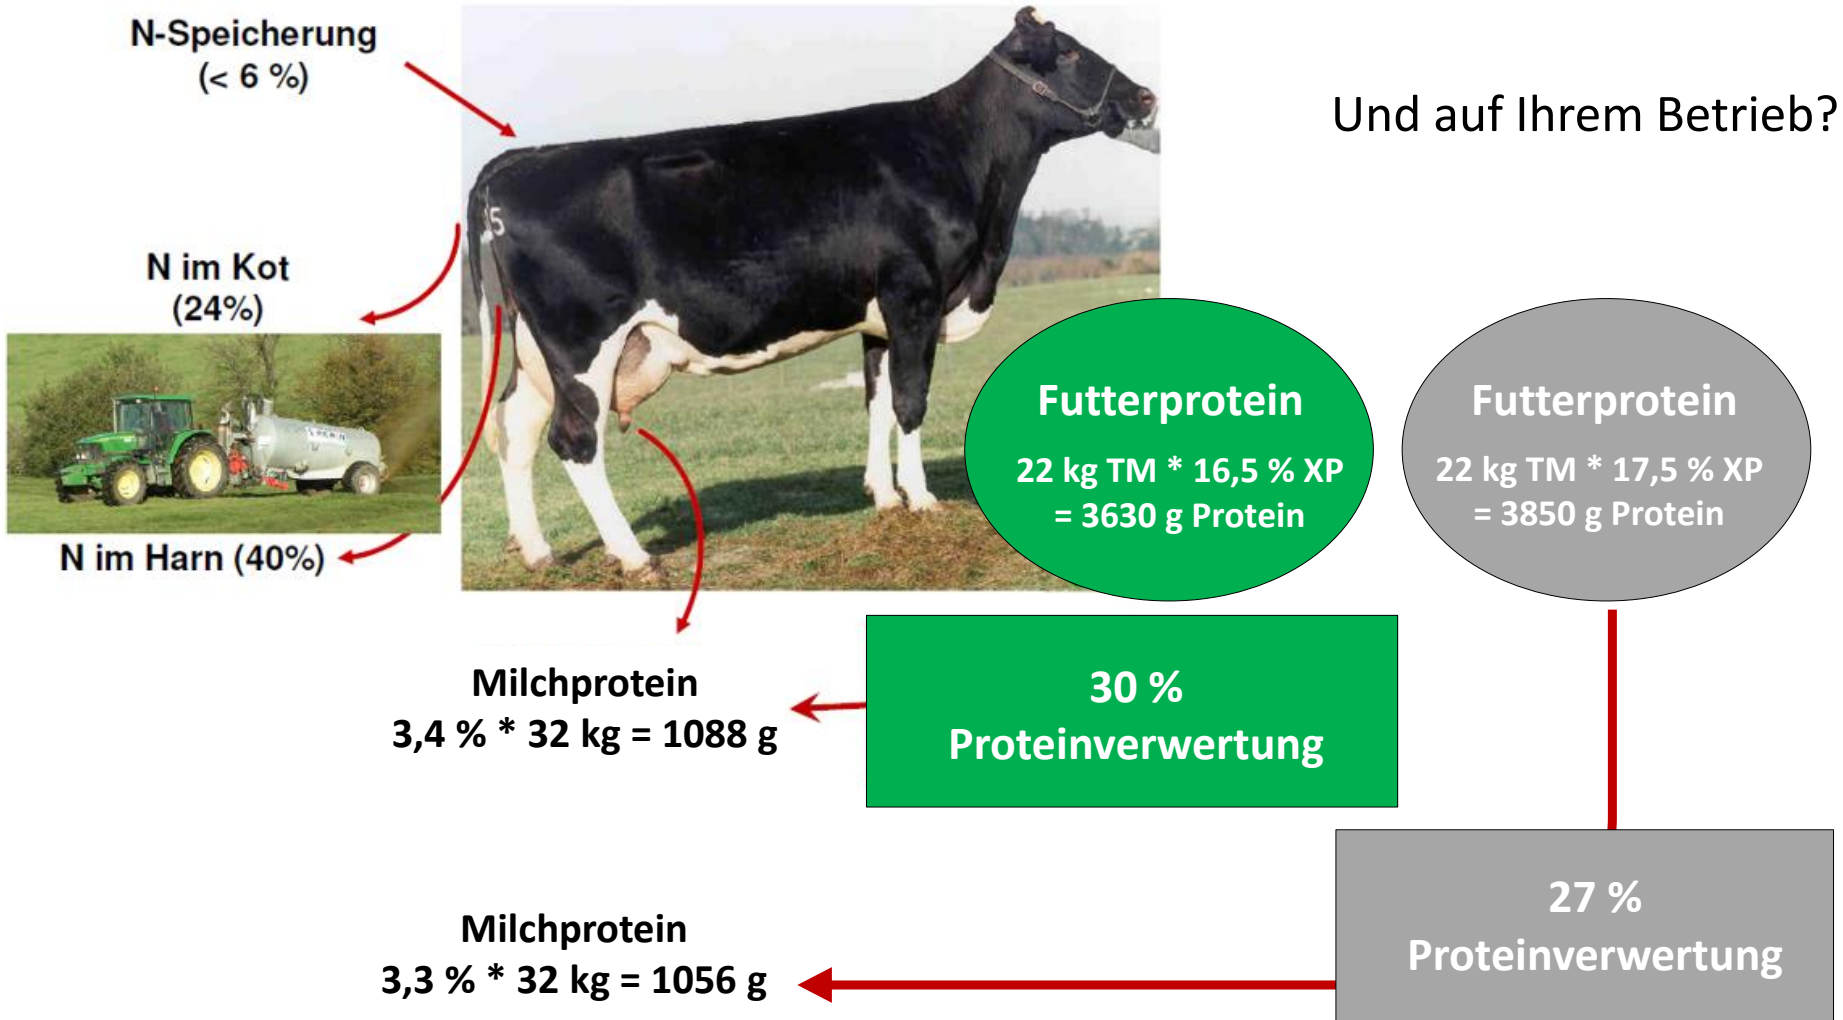 N-Speicherung
(< 6 %)
Und auf Ihrem Betrieb?
N im Kot
(24%)
N im Harn (40%)
5
Futterprotein
22 kg TM * 16,5 % XP
= 3630 g Protein
Futterprotein
22 kg TM * 17,5 % XP
= 3850 g Protein
Milchprotein
3,4 % * 32 kg = 1088 g
30 %
Proteinverwertung
27 %
Proteinverwertung
Milchprotein
3,3 % * 32 kg = 1056 g